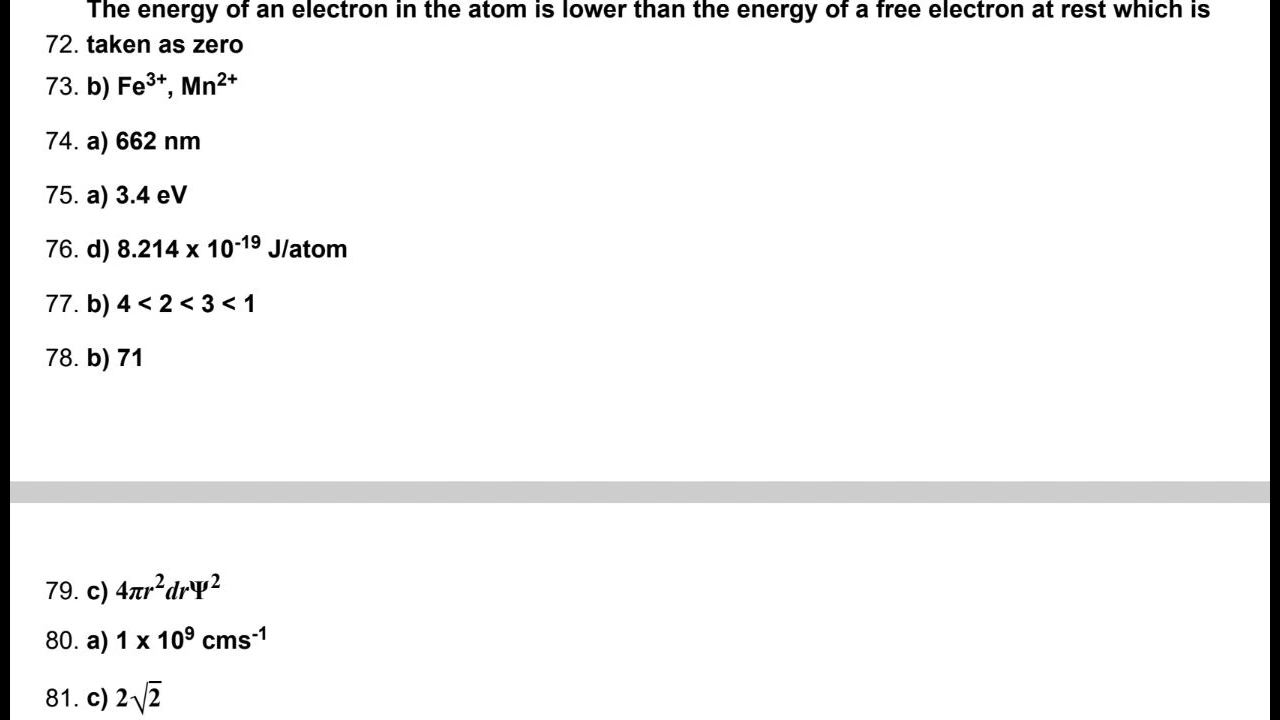 The energy of an electron in the atom is lower than the energy of a free electron at rest which is
72. taken as zero
73. b) Fe³⁺, Mn²⁺
74. a) 662 nm
75. a) 3.4 eV
76. d) 8.214 x 10⁻¹⁹ J/atom
77. b) 4 < 2 < 3 < 1
78. b) 71
79. c) 4πr²drΨ²
80. a) 1 x 10⁹ cms⁻¹
81. c) 2√2